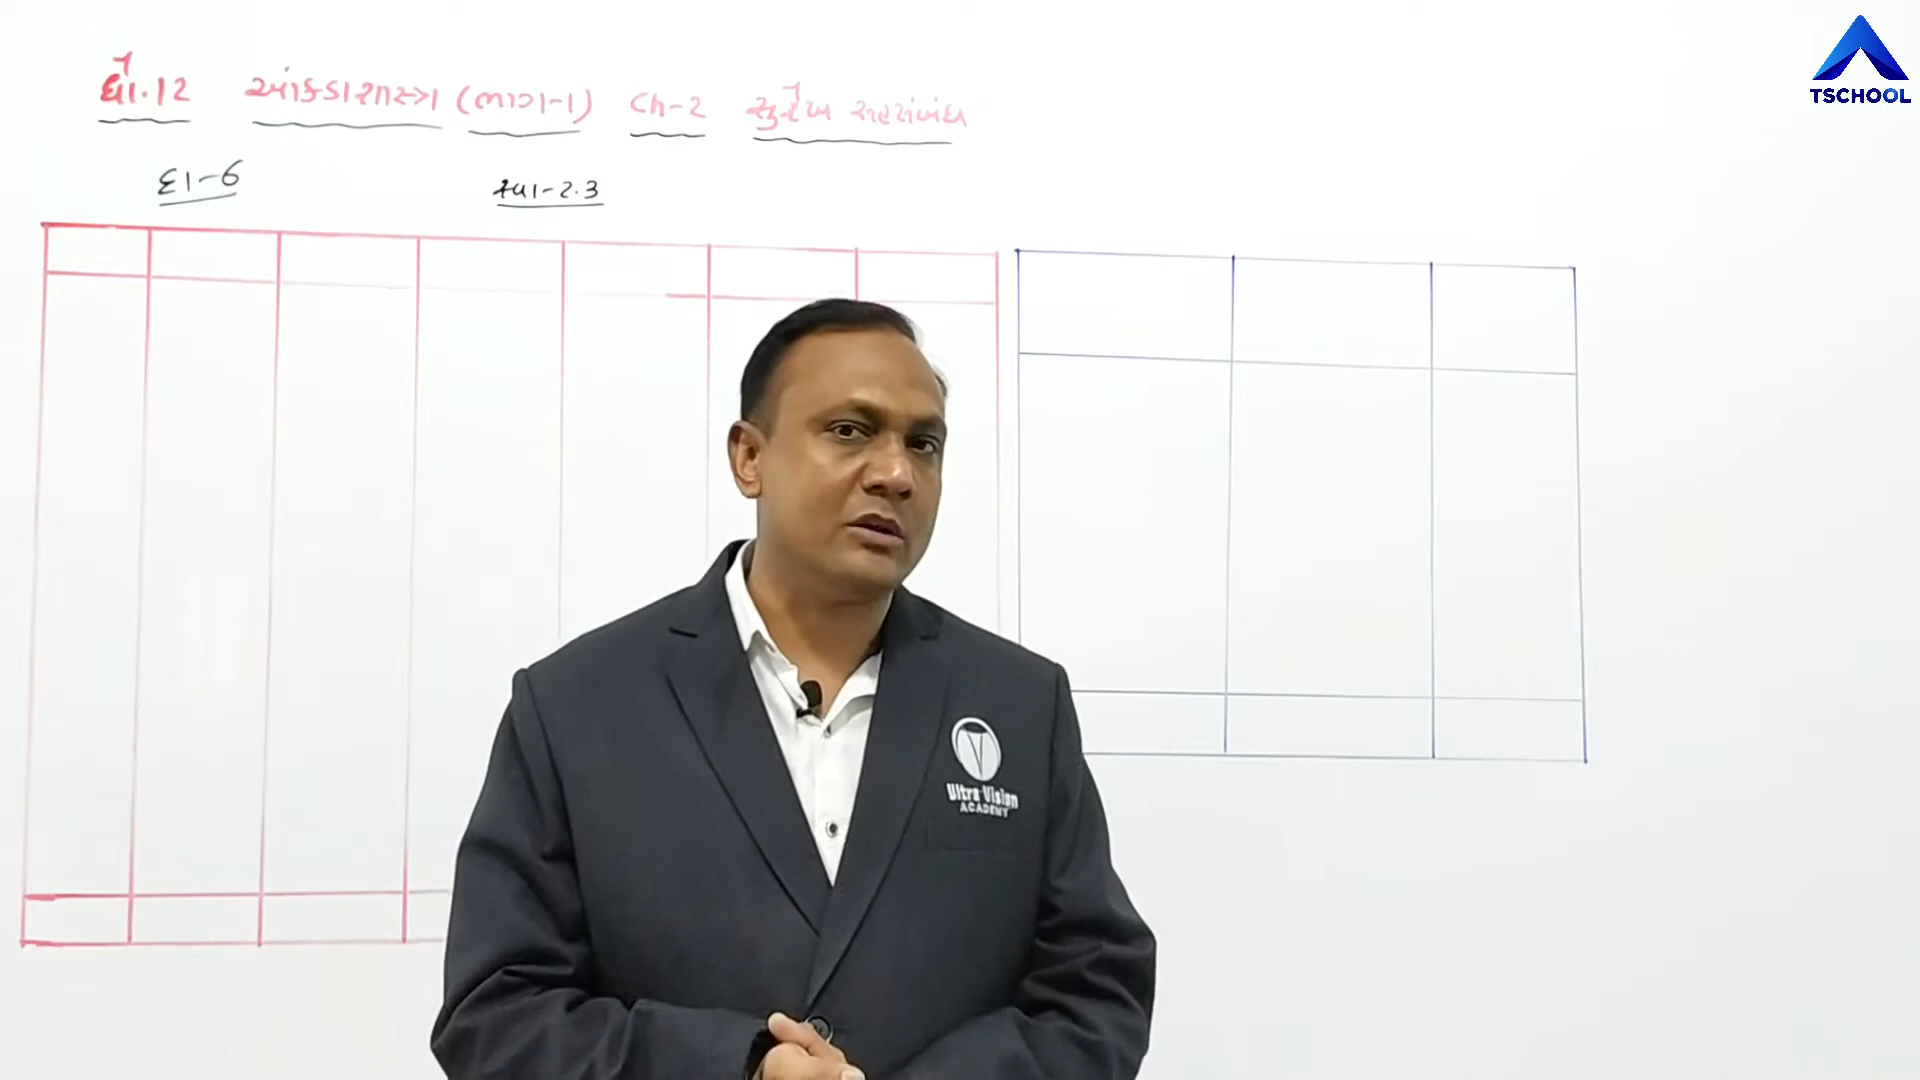 ધો.12 આંકડાશાસ્ત્ર (ભાગ-1) Ch-2 સુરેખ સહસંબંધ
દા-6 સ્વા-2.3
TSCHOOL
Ultra Vision
ACADEMY